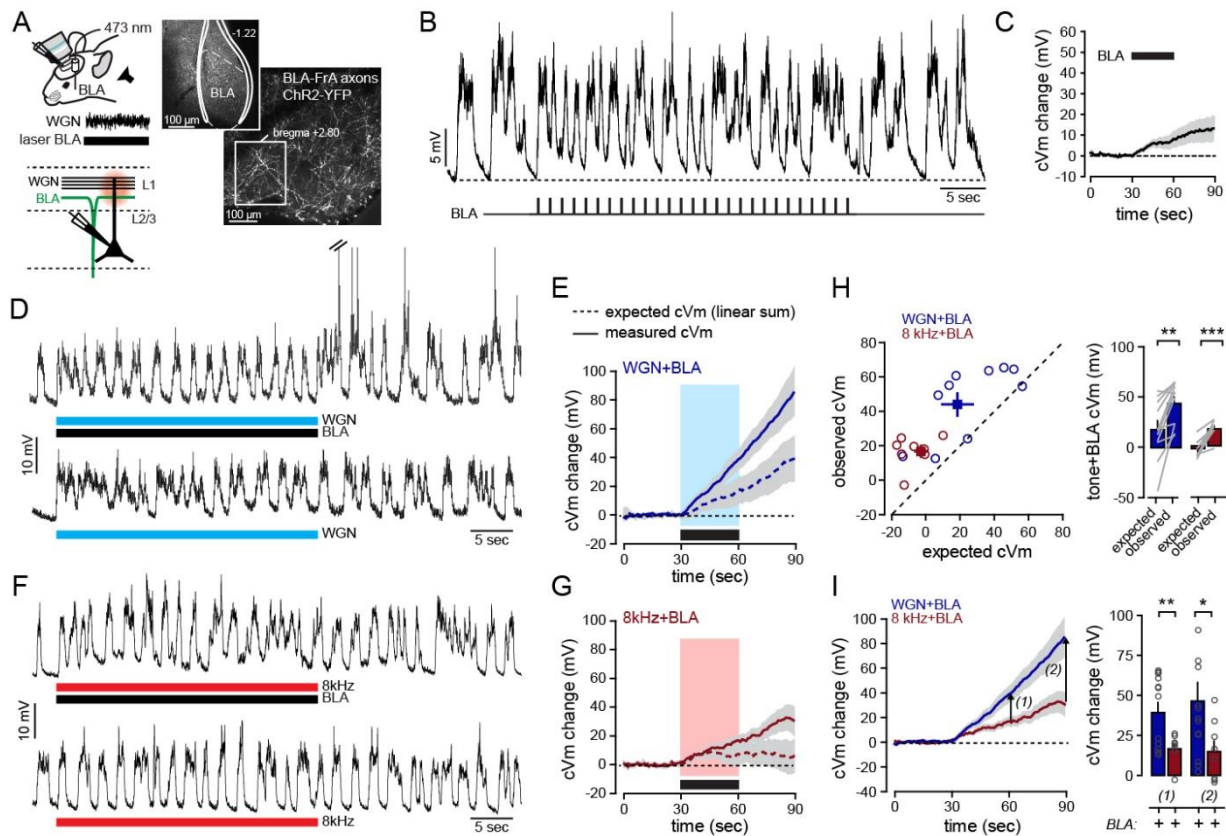 A
473 nm
BLA
WGN
laser BLA
WGN
BLA
L1
L2/3
-1.22
BLA
100 µm
BLA-FrA axons
ChR2-YFP
bregma +2.80
100 µm
B
5 mV
5 sec
BLA
C
cVm change (mV)
60
50
40
30
20
10
0
-10
BLA
0 30 60 90
time (sec)
D
10 mV
WGN
BLA
WGN
5 sec
E
expected cVm (linear sum)
measured cVm
WGN+BLA
cVm change (mV)
100
80
60
40
20
0
-20
0 30 60 90
time (sec)
F
10 mV
8kHz
BLA
8kHz
5 sec
G
8kHz+BLA
cVm change (mV)
100
80
60
40
20
0
-20
0 30 60 90
time (sec)
H
WGN+BLA
8 kHz+BLA
observed cVm
80
60
40
20
0
-20
-20 0 20 40 60 80
expected cVm
tone+BLA cVm (mv)
100
50
0
-50
** ***
expected
observed
expected
observed
I
WGN+BLA
8 kHz+BLA
cVm change (mV)
100
80
60
40
20
0
-20
(1)
(2)
0 30 60 90
time (sec)
cVm change (mV)
100
75
50
25
0
** *
(1) (2)
BLA: + + + +